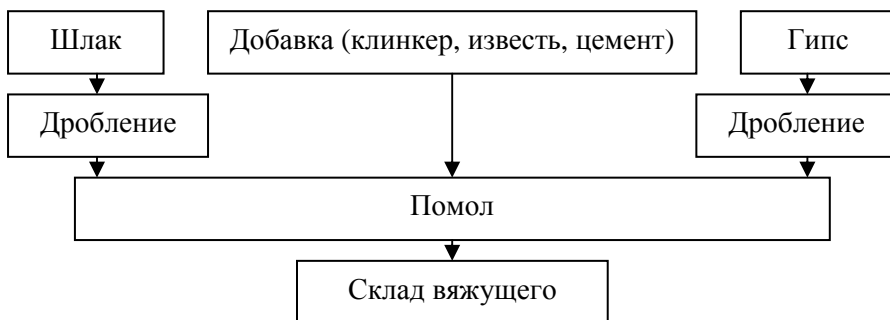 Шлак
Добавка (клинкер, известь, цемент)
Гипс
Дробление
Дробление
Помол
Склад вяжущего